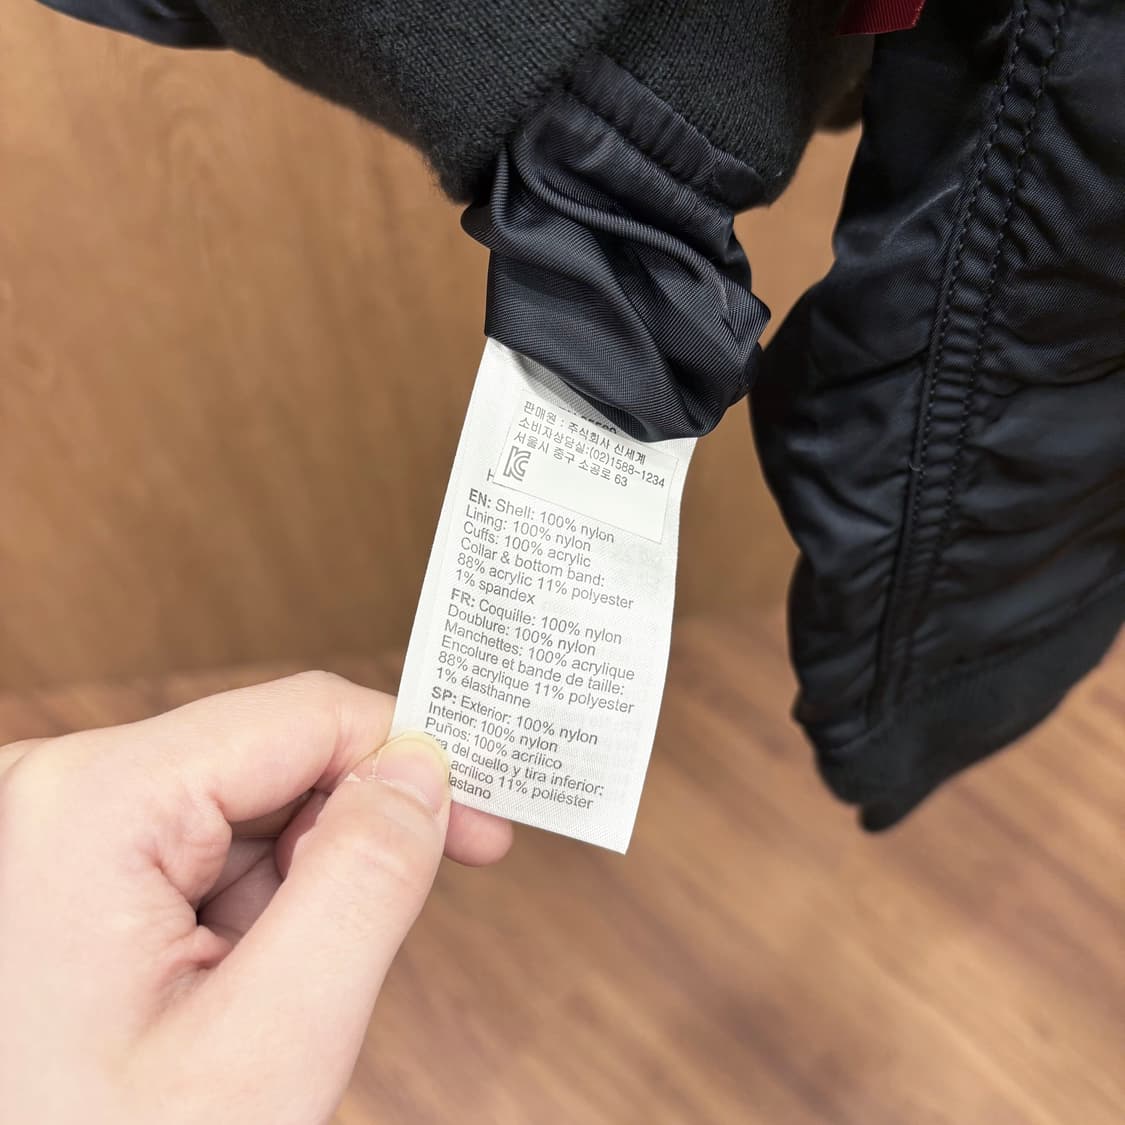 판매원 : 주식회사 신세계
소비자상담실:(02)1588-1234
서울시 중구 소공로 63
EN: Shell: 100% nylon
Lining: 100% nylon
Cuffs: 100% acrylic
Collar & bottom band:
88% acrylic 11% polyester
1% spandex
FR: Coquille: 100% nylon
Doublure: 100% nylon
Manchettes: 100% acrylique
Encolure et bande de taille:
88% acrylique 11% polyester
1% élasthanne
SP: Exterior: 100% nylon
Interior: 100% nylon
Puños: 100% acrílico
del cuello y tira inferior:
acrílico 11% poliéster